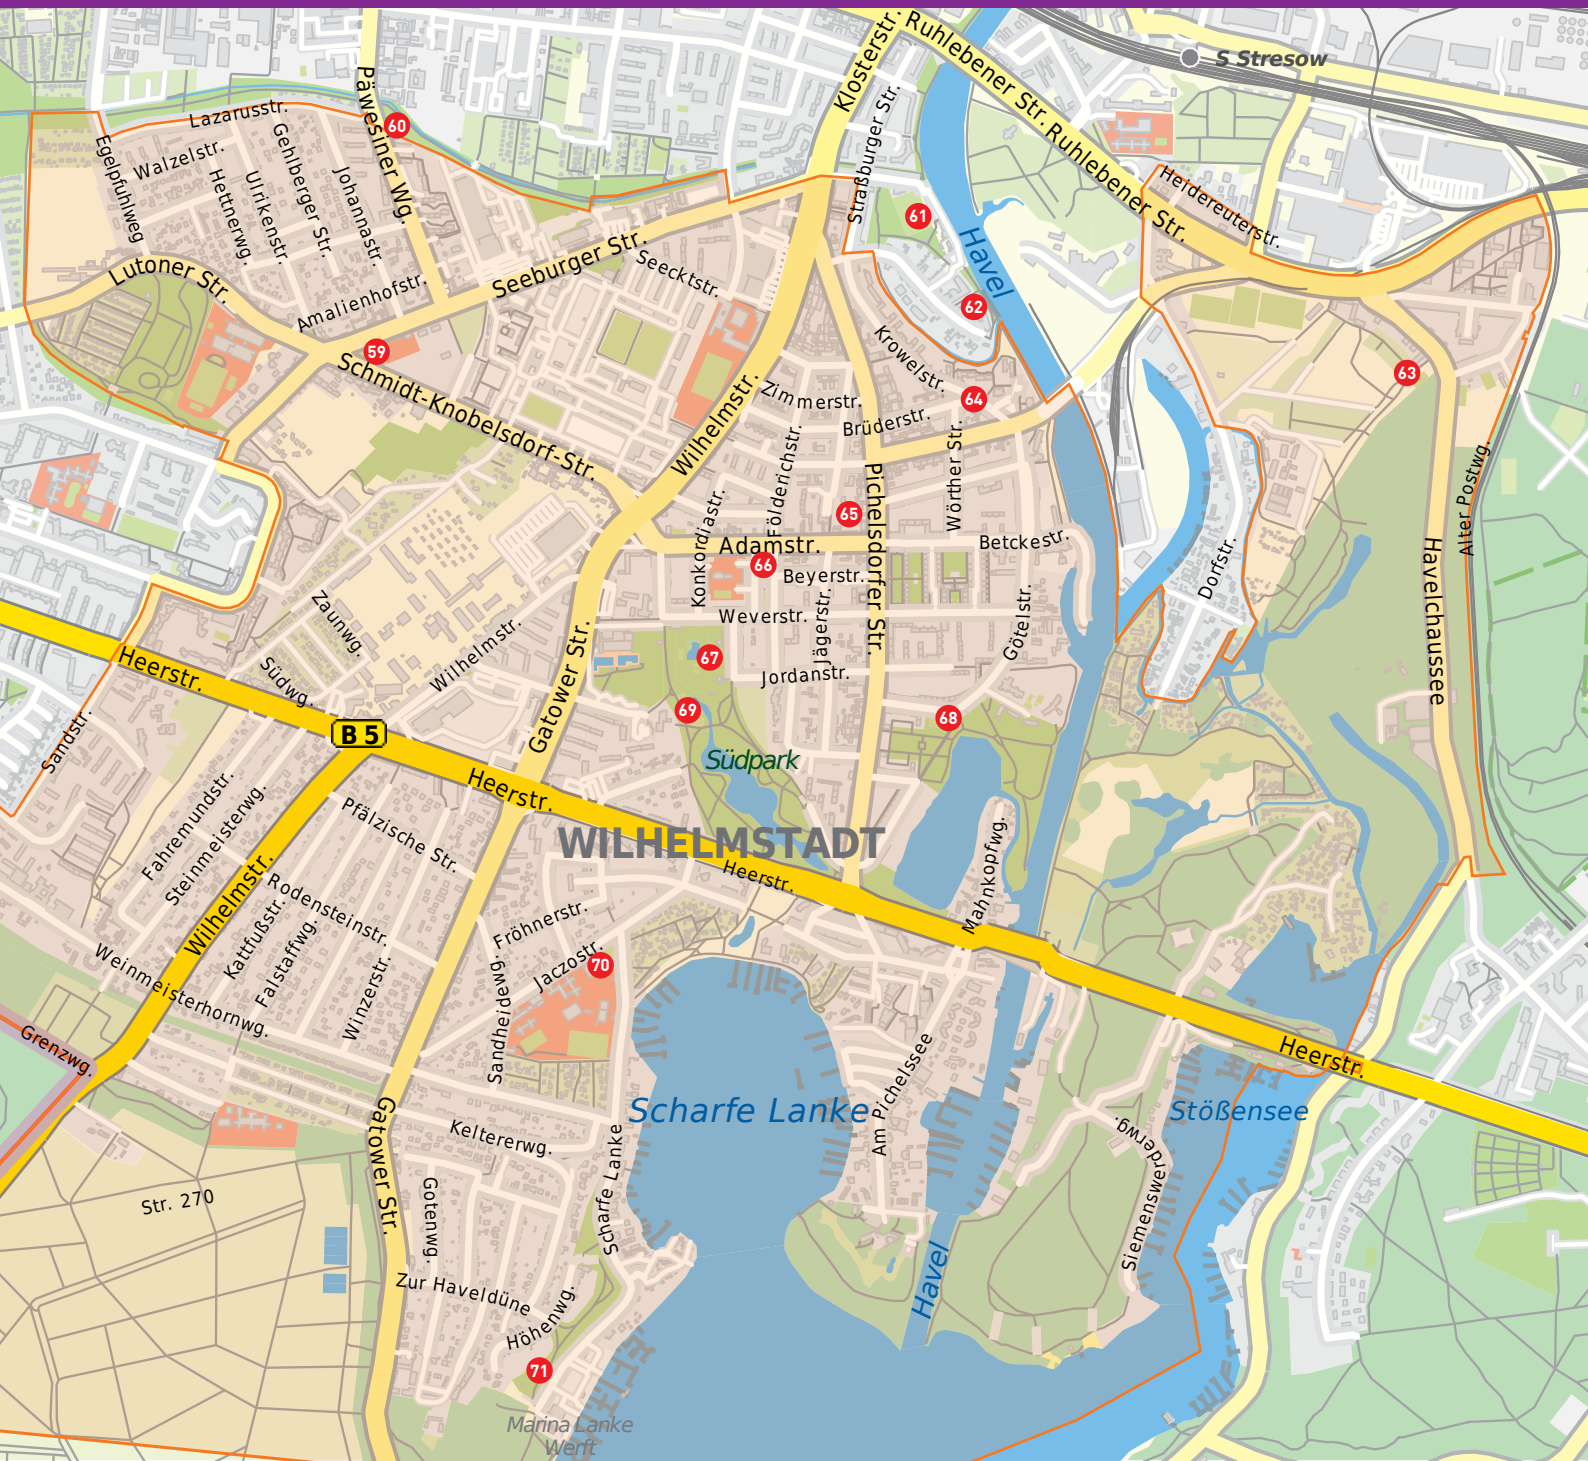 Klosterstr.
Ruhlebener Str.
Ruhlebener Str.
S Stresow
Päwesiner Wg.
60
Lazarusstr.
Egelpfuhlweg
Walzelstr.
Hettnerwg.
Ulrikenstr.
Gehlberger Str.
Johannastr.
Straßburger Str.
61
Heidereuterstr.
Havel
62
Lutoner Str.
Seeburger Str.
Seecktstr.
Amalienhofstr.
59
Schmidt-Knobelsdorf-Str.
Krowelstr.
63
Zimmerstr.
64
Brüderstr.
Wilhelmstr.
Földerichstr.
Wörther Str.
Pichelsdorfer Str.
Alter Postwg.
65
Konkordiastr.
Adamstr.
Betckestr.
66
Beyerstr.
Dorfstr.
Havelchaussee
Weverstr.
Jägerstr.
Götelstr.
Zaunwg.
Wilhelmstr.
Gatower Str.
67
Jordanstr.
Heerstr.
Südwg.
69
68
Sandstr.
B 5
Südpark
Heerstr.
Fahremundstr.
Steinmeisterwg.
Pfälzische Str.
WILHELMSTADT
Heerstr.
Mahnkopfwg.
Wilhelmstr.
Rodensteinstr.
Kattfußstr.
Falstaffwg.
Fröhnerstr.
Jaczostr.
70
Weinmeisterhornwg.
Winzerstr.
Sandheidewg.
Grenzwg.
Heerstr.
Am Pichelssee
Scharfe Lanke
Stößensee
Gatower Str.
Keltererwg.
Scharfe Lanke
Siemenswerderwg.
Str. 270
Gotenwg.
Havel
Zur Haveldüne
Höhenwg.
71
Marina Lanke
Werft